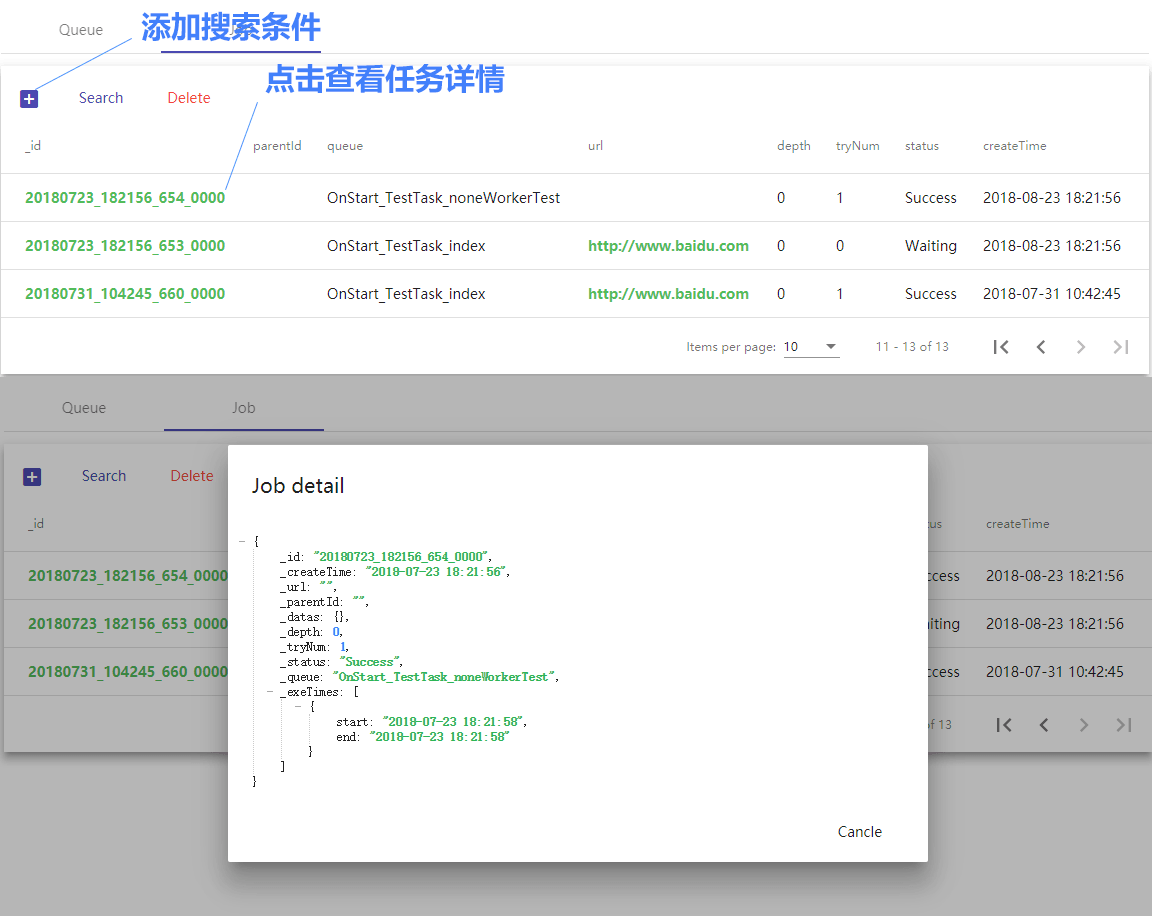 Queue
添加搜索条件
点击查看任务详情
Search Delete
_id parentId queue url depth tryNum status createTime
20180723_182156_654_0000 OnStart_TestTask_noneWorkerTest 0 1 Success 2018-08-23 18:21:56
20180723_182156_653_0000 OnStart_TestTask_index http://www.baidu.com 0 0 Waiting 2018-08-23 18:21:56
20180731_104245_660_0000 OnStart_TestTask_index http://www.baidu.com 0 1 Success 2018-07-31 10:42:45
Items per page: 10 11 - 13 of 13
Queue Job
Search Delete
_id tus createTime
20180723_182156_654_0000 ccess 2018-08-23 18:21:56
20180723_182156_653_0000 iting 2018-08-23 18:21:56
20180731_104245_660_0000 ccess 2018-07-31 10:42:45
of 13
Job detail
{
_id: "20180723_182156_654_0000",
_createTime: "2018-07-23 18:21:56",
_url: "",
_parentId: "",
_datas: {},
_depth: 0,
_tryNum: 1,
_status: "Success",
_queue: "OnStart_TestTask_noneWorkerTest",
_exeTimes: [
{
start: "2018-07-23 18:21:58",
end: "2018-07-23 18:21:58"
}
]
}
Cancle